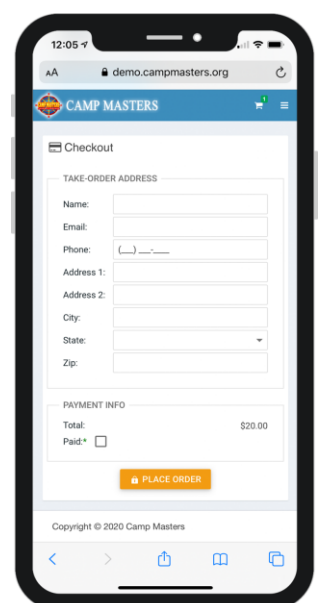 12:05
AA demo.campmasters.org
CAMP MASTERS 1
Checkout
TAKE-ORDER ADDRESS
Name:
Email:
Phone: (__) ___-____
Address 1:
Address 2:
City:
State:
Zip:
PAYMENT INFO
Total: $20.00
Paid:*
PLACE ORDER
Copyright © 2020 Camp Masters